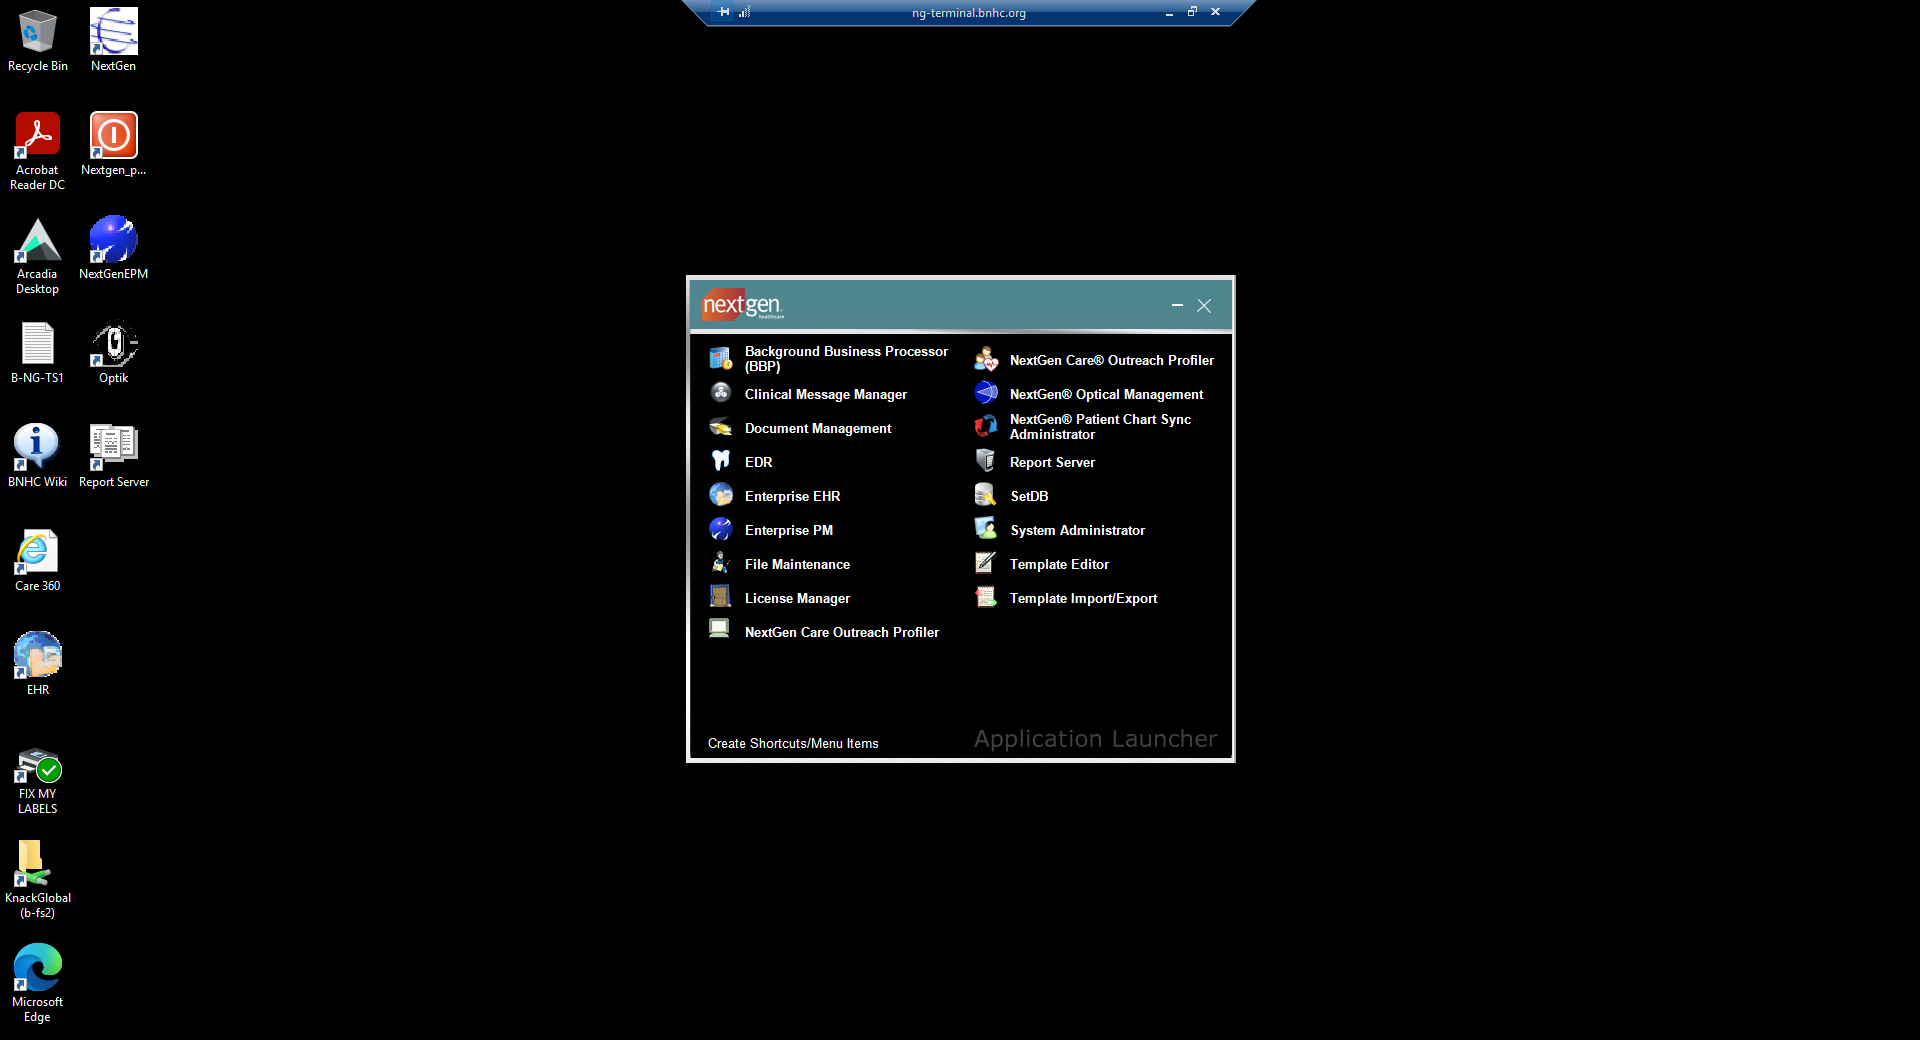 ng-terminal.bnhc.org
Recycle Bin
NextGen
Acrobat
Reader DC
Nextgen_p...
Arcadia
Desktop
NextGenEPM
B-NG-TS1
Optik
BNHC Wiki
Report Server
Care 360
EHR
FIX MY
LABELS
KnackGlobal
(b-fs2)
Microsoft
Edge
nextgen
healthcare
Background Business Processor
(BBP)
Clinical Message Manager
Document Management
EDR
Enterprise EHR
Enterprise PM
File Maintenance
License Manager
NextGen Care Outreach Profiler
NextGen Care® Outreach Profiler
NextGen® Optical Management
NextGen® Patient Chart Sync
Administrator
Report Server
SetDB
System Administrator
Template Editor
Template Import/Export
Create Shortcuts/Menu Items
Application Launcher